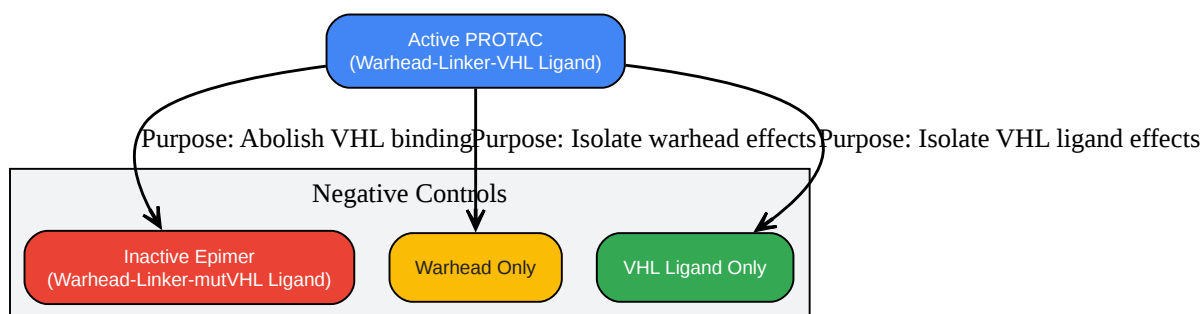 Active PROTAC
(Warhead-Linker-VHL Ligand)
Purpose: Abolish VHL binding
Purpose: Isolate warhead effects
Purpose: Isolate VHL ligand effects
Negative Controls
Inactive Epimer
(Warhead-Linker-mutVHL Ligand)
Warhead Only
VHL Ligand Only